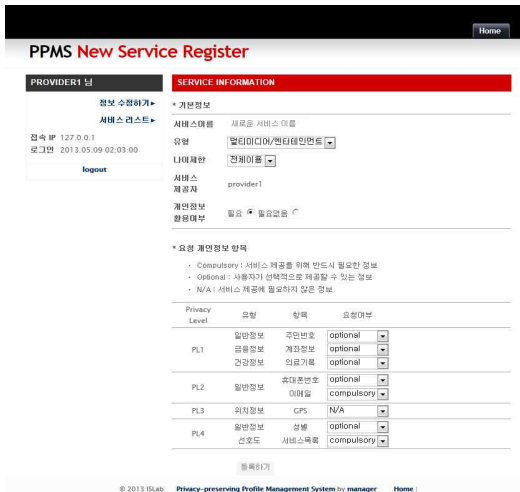 Home
PPMS New Service Register
PROVIDER1 님
정보 수정하기▸
서비스 리스트▸
접속 IP 127.0.0.1
로그인 2013.05.09 02:03:00
logout
SERVICE INFORMATION
* 기본정보
서비스이름 새로운 서비스 이름
유형 멀티미디어/엔터테인먼트
나이제한 전체이용
서비스
제공자 provider1
개인정보
활용여부 필요 필요없음
* 요청 개인정보 항목
· Compulsory : 서비스 제공을 위해 반드시 필요한 정보
· Optional : 사용자가 선택적으로 제공할 수 있는 정보
· N/A : 서비스 제공에 필요하지 않은 정보
Privacy Level 유형 항목 요청여부
PL1 일반정보 주민번호 optional
금융정보 계좌정보 optional
건강정보 의료기록 optional
PL2 일반정보 휴대폰번호 optional
이메일 compulsory
PL3 위치정보 GPS N/A
PL4 일반정보 성별 optional
선호도 서비스목록 compulsory
등록하기
© 2013 ISLab Privacy-preserving Profile Management System by manager Home |